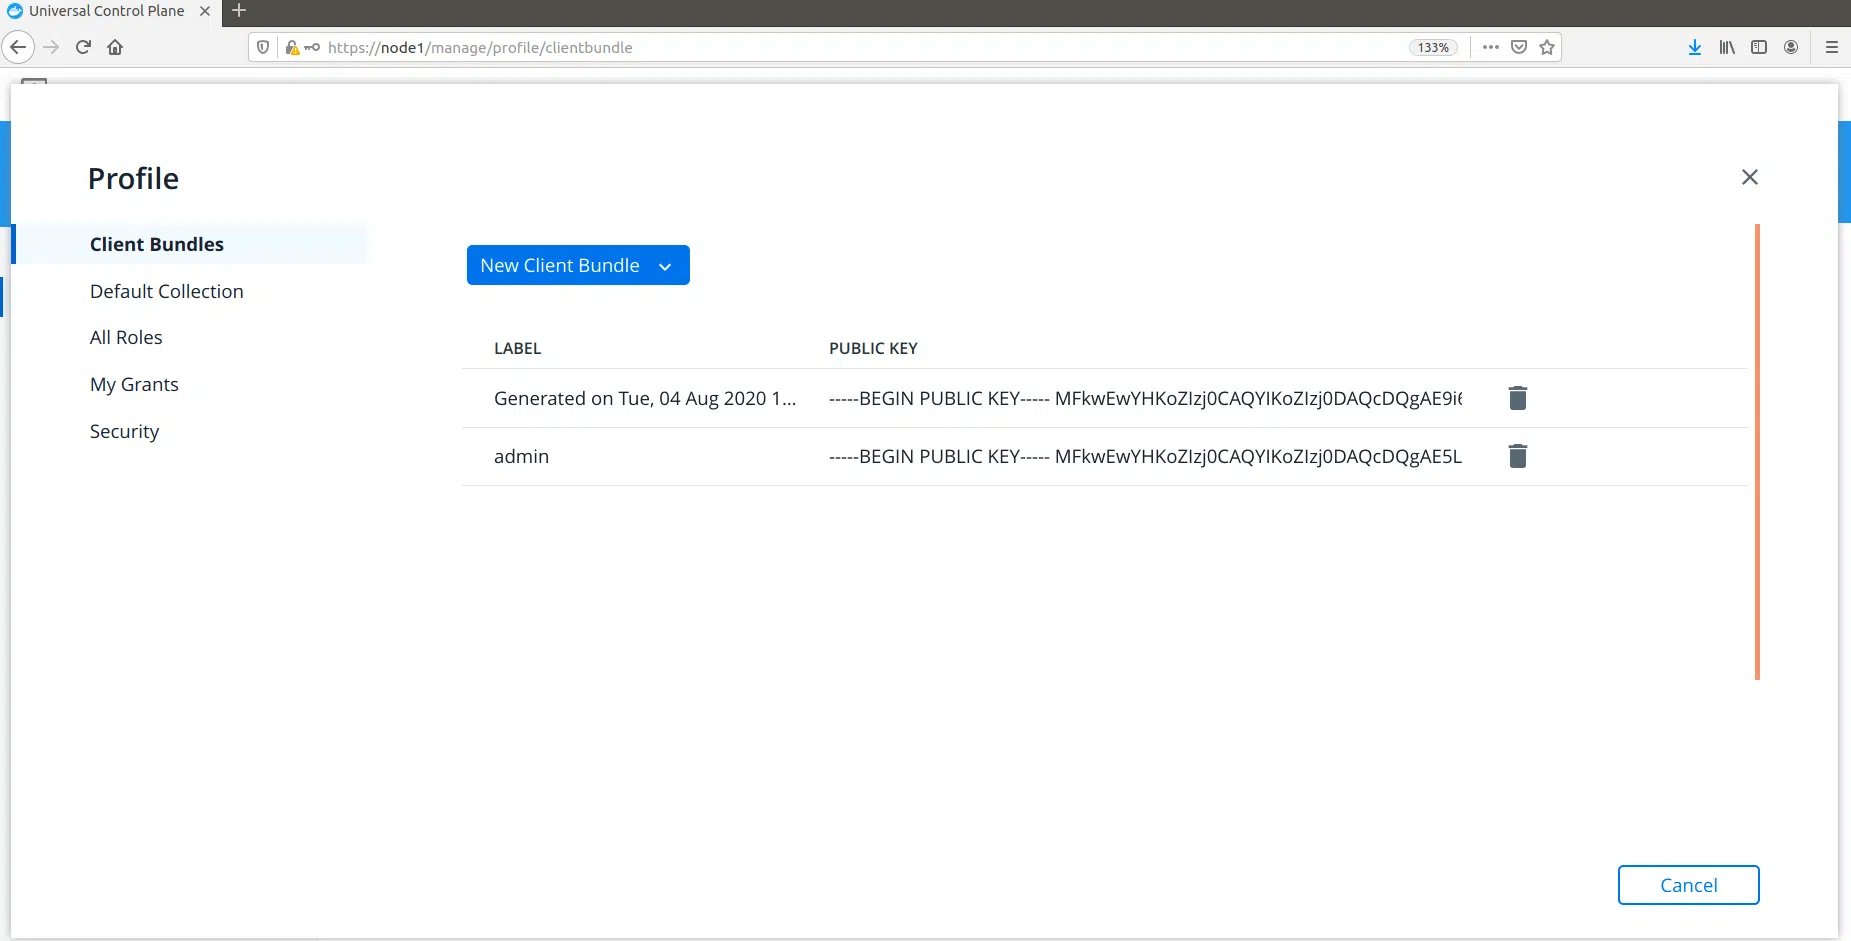 Universal Control Plane
https://node1/manage/profile/clientbundle
133%
Profile
Client Bundles
Default Collection
All Roles
My Grants
Security
New Client Bundle
LABEL PUBLIC KEY
Generated on Tue, 04 Aug 2020 1... -----BEGIN PUBLIC KEY----- MFkwEwYHKoZIzj0CAQYIKoZIzj0DAQcDQgAE9i6
admin -----BEGIN PUBLIC KEY----- MFkwEwYHKoZIzj0CAQYIKoZIzj0DAQcDQgAE5L
Cancel